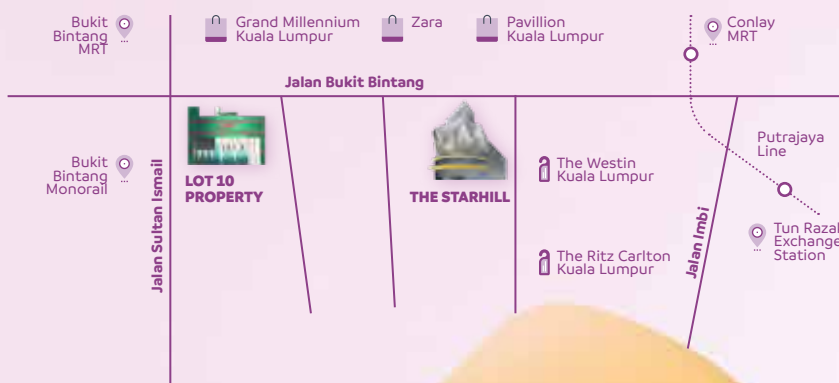 Bukit
Bintang
MRT
Grand Millennium
Kuala Lumpur
Zara
Pavillion
Kuala Lumpur
Conlay
MRT
Jalan Bukit Bintang
Putrajaya
Line
Bukit
Bintang
Monorail
Jalan Sultan Ismail
LOT 10
PROPERTY
THE STARHILL
The Westin
Kuala Lumpur
The Ritz Carlton
Kuala Lumpur
Jalan Imbi
Tun Razak
Exchange
Station